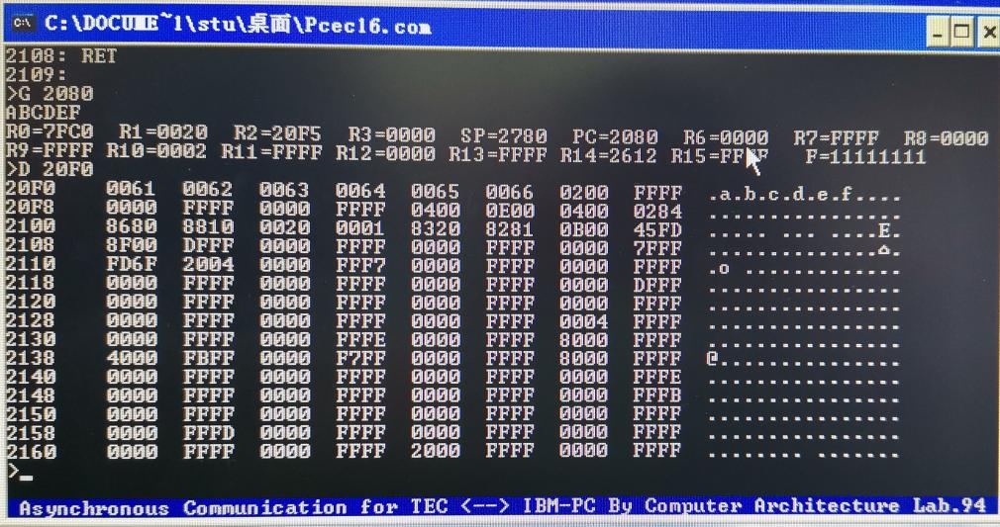 C:\DOCUME~1\stu\桌面\Pcec16.com
2108: RET
2109:
>G 2080
ABCDEF
R0=7FC0 R1=0020 R2=20F5 R3=0000 SP=2780 PC=2080 R6=0000 R7=FFFF R8=0000
R9=FFFF R10=0002 R11=FFFF R12=0000 R13=FFFF R14=2612 R15=FFFF F=11111111
>D 20F0
20F0 0061 0062 0063 0064 0065 0066 0200 FFFF .a.b.c.d.e.f....
20F8 0000 FFFF 0000 FFFF 0400 0E00 0400 0284 ................
2100 8680 8810 0020 0001 8320 8281 0B00 45FD ..... ... ....E.
2108 8F00 DFFF 0000 FFFF 0000 FFFF 0000 7FFF ..............⌂.
2110 FD6F 2004 0000 FFF7 0000 FFFF 0000 FFFF .o .............
2118 0000 FFFF 0000 FFFF 0000 FFFF 0000 DFFF ................
2120 0000 FFFF 0000 FFFF 0000 FFFF 0000 FFFF ................
2128 0000 FFFF 0000 FFFF 0000 FFFF 0004 FFFF ................
2130 0000 FFFF 0000 FFFE 0000 FFFF 8000 FFFF ................
2138 4000 FBFF 0000 F7FF 0000 FFFF 8000 FFFF @...............
2140 0000 FFFF 0000 FFFF 0000 FFFF 0000 FFFE ................
2148 0000 FFFF 0000 FFFF 0000 FFFF 0000 FFFB ................
2150 0000 FFFF 0000 FFFF 0000 FFFF 0000 FFFF ................
2158 0000 FFFD 0000 FFFF 0000 FFFF 0000 FFFF ................
2160 0000 FFFF 0000 FFFF 2000 FFFF 0000 FFFF ........ .......
>_
Asynchronous Communication for TEC <--> IBM-PC By Computer Architecture Lab.94